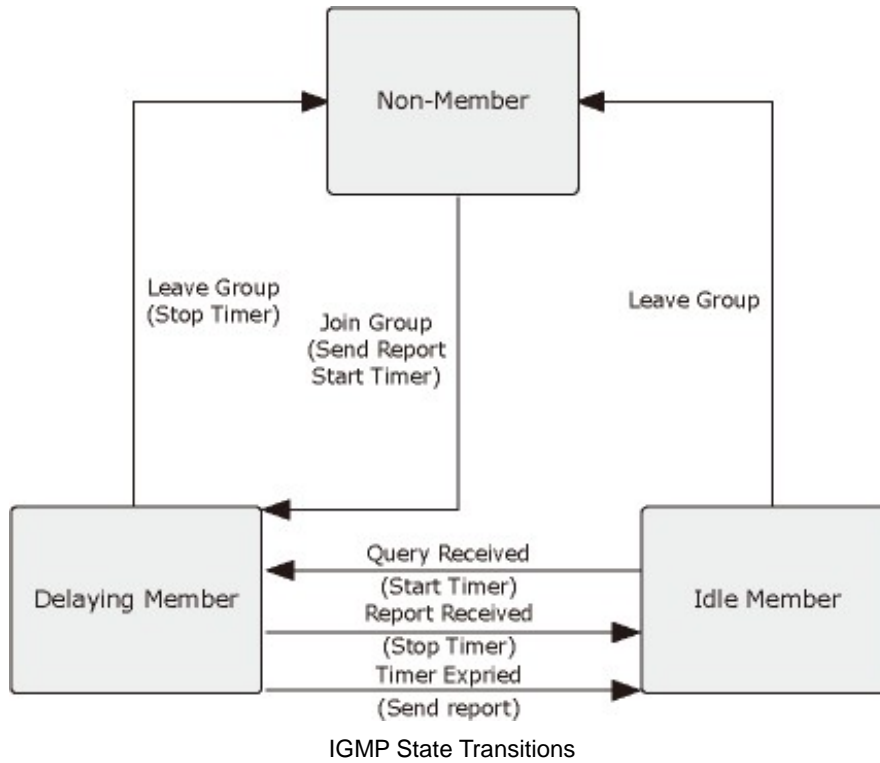 Non-Member
Leave Group
(Stop Timer)
Join Group
(Send Report
Start Timer)
Leave Group
Delaying Member
Query Received
(Start Timer)
Report Received
(Stop Timer)
Timer Expried
(Send report)
Idle Member
IGMP State Transitions